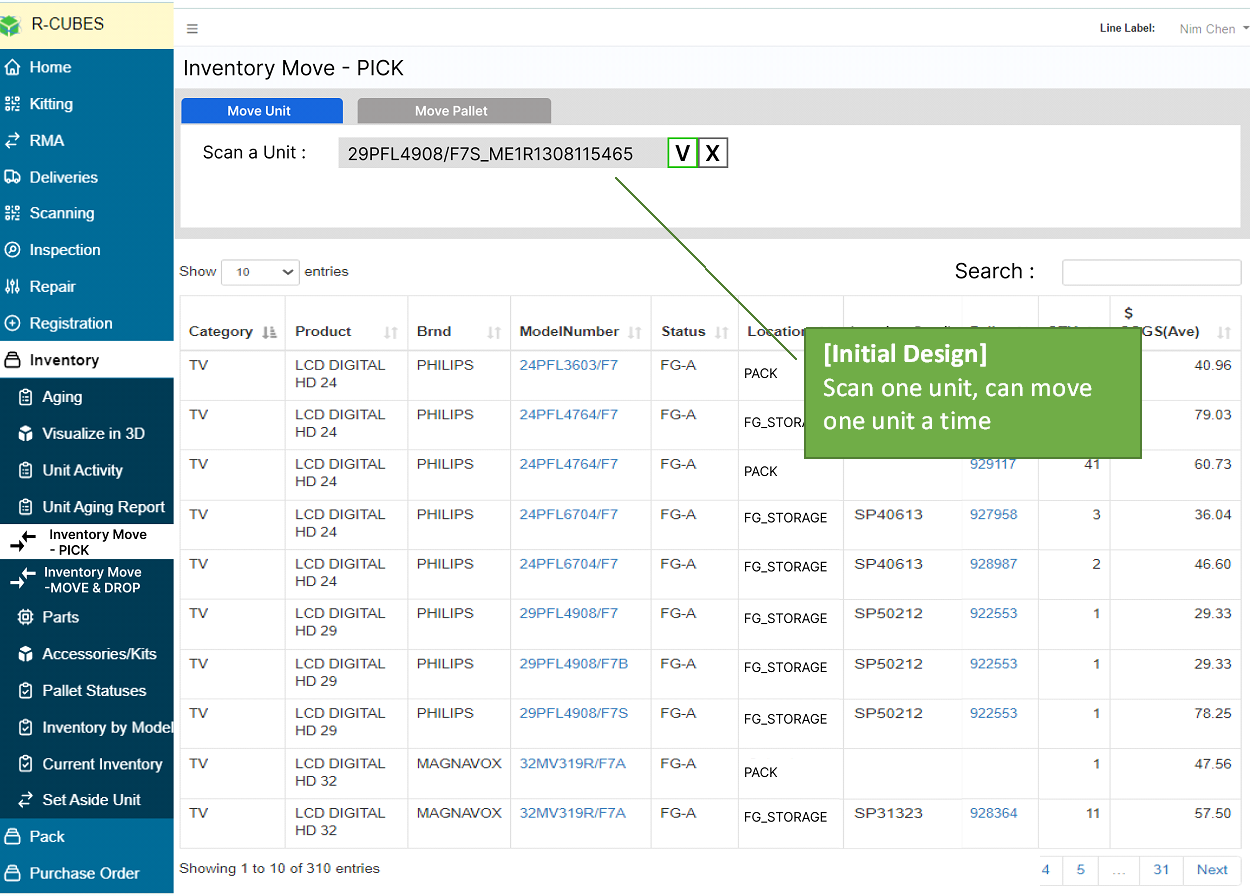 R-CUBES
Line Label:
Nim Chen
Home
Kitting
RMA
Deliveries
Scanning
Inspection
Repair
Registration
Inventory
Aging
Visualize in 3D
Unit Activity
Unit Aging Report
Inventory Move
- PICK
Inventory Move
-MOVE & DROP
Parts
Accessories/Kits
Pallet Statuses
Inventory by Model
Current Inventory
Set Aside Unit
Pack
Purchase Order
Inventory Move - PICK
Move Unit Move Pallet
Scan a Unit : 29PFL4908/F7S_ME1R1308115465 V X
Show 10 entries Search :
Category Product Brnd ModelNumber Status Location $
GS(Ave)
[Initial Design]
Scan one unit, can move
one unit a time
TV LCD DIGITAL PHILIPS 24PFL3603/F7 FG-A PACK 40.96
HD 24
TV LCD DIGITAL PHILIPS 24PFL4764/F7 FG-A FG_STORA 79.03
HD 24
TV LCD DIGITAL PHILIPS 24PFL4764/F7 FG-A PACK 929117 41 60.73
HD 24
TV LCD DIGITAL PHILIPS 24PFL6704/F7 FG-A FG_STORAGE SP40613 927958 3 36.04
HD 24
TV LCD DIGITAL PHILIPS 24PFL6704/F7 FG-A FG_STORAGE SP40613 928987 2 46.60
HD 24
TV LCD DIGITAL PHILIPS 29PFL4908/F7 FG-A FG_STORAGE SP50212 922553 1 29.33
HD 29
TV LCD DIGITAL PHILIPS 29PFL4908/F7B FG-A FG_STORAGE SP50212 922553 1 29.33
HD 29
TV LCD DIGITAL PHILIPS 29PFL4908/F7S FG-A FG_STORAGE SP50212 922553 1 78.25
HD 29
TV LCD DIGITAL MAGNAVOX 32MV319R/F7A FG-A PACK 1 47.56
HD 32
TV LCD DIGITAL MAGNAVOX 32MV319R/F7A FG-A FG_STORAGE SP31323 928364 11 57.50
HD 32
Showing 1 to 10 of 310 entries 4 5 ... 31 Next